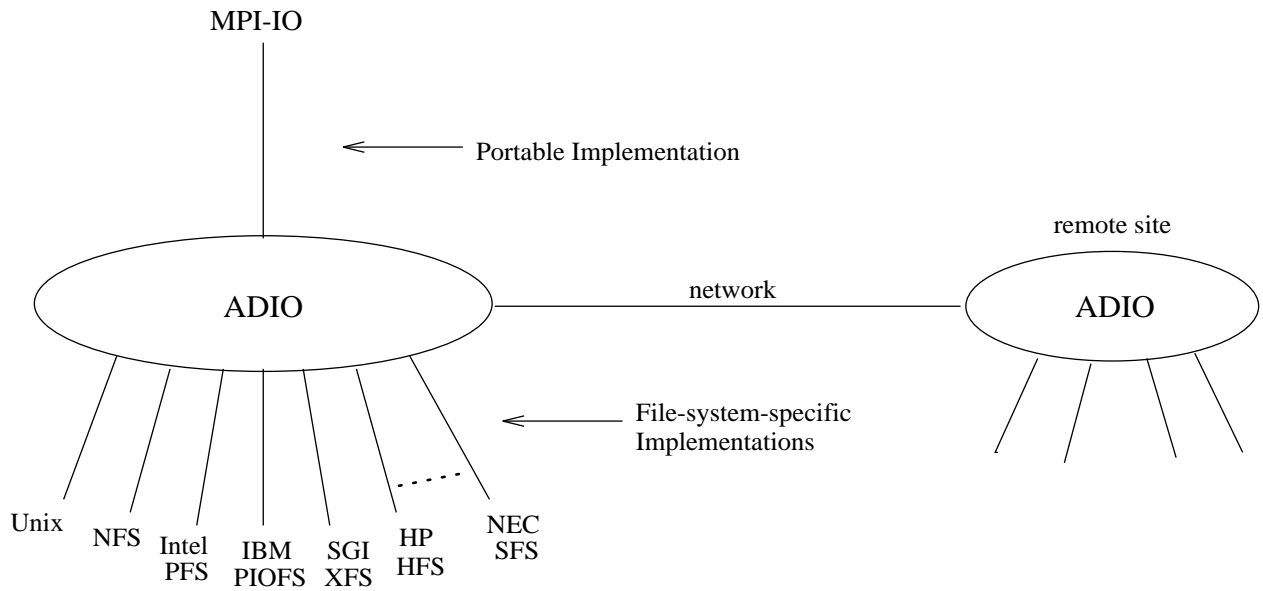 MPI-IO
Portable Implementation
remote site
ADIO
network
ADIO
File-system-specific
Implementations
Unix
NFS
Intel
PFS
IBM
PIOFS
SGI
XFS
HP
HFS
NEC
SFS